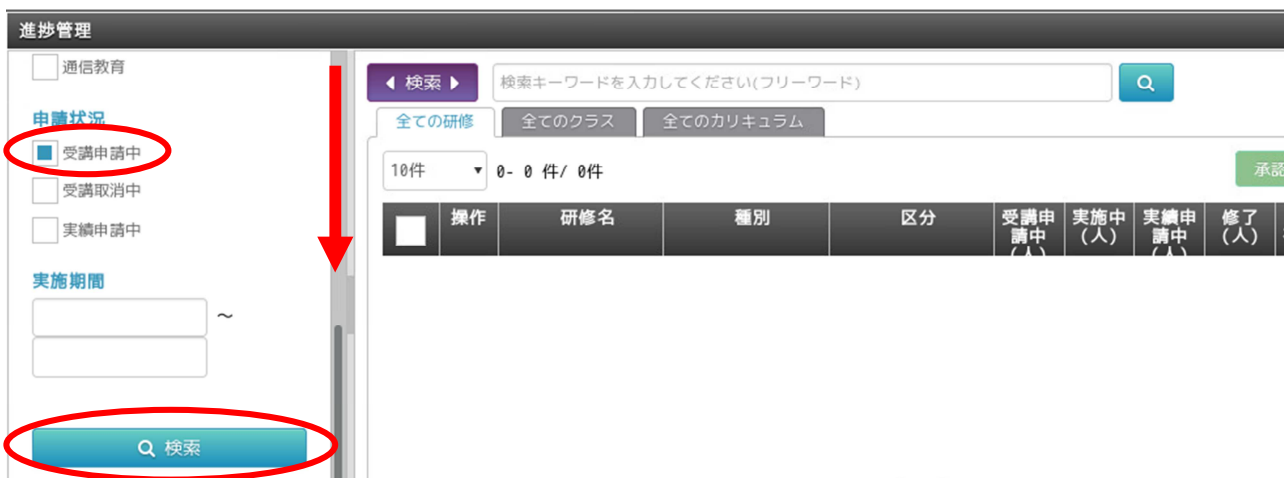 進捗管理
通信教育
申請状況
受講申請中
受講取消中
実績申請中
実施期間
～
検索
検索
検索キーワードを入力してください(フリーワード)
全ての研修 全てのクラス 全てのカリキュラム
10件 0- 0 件/ 0件
承認
操作 研修名 種別 区分 受講申請中(人) 実施中(人) 実績申請中(人) 修了(人)